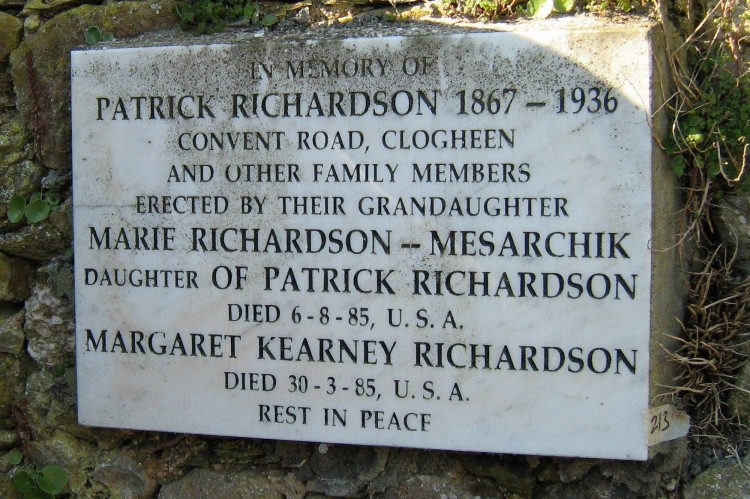 IN MEMORY OF
PATRICK RICHARDSON 1867 – 1936
CONVENT ROAD, CLOGHEEN
AND OTHER FAMILY MEMBERS
ERECTED BY THEIR GRANDAUGHTER
MARIE RICHARDSON -- MESARCHIK
DAUGHTER OF PATRICK RICHARDSON
DIED 6-8-85, U. S. A.
MARGARET KEARNEY RICHARDSON
DIED 30-3-85, U. S. A.
REST IN PEACE
213